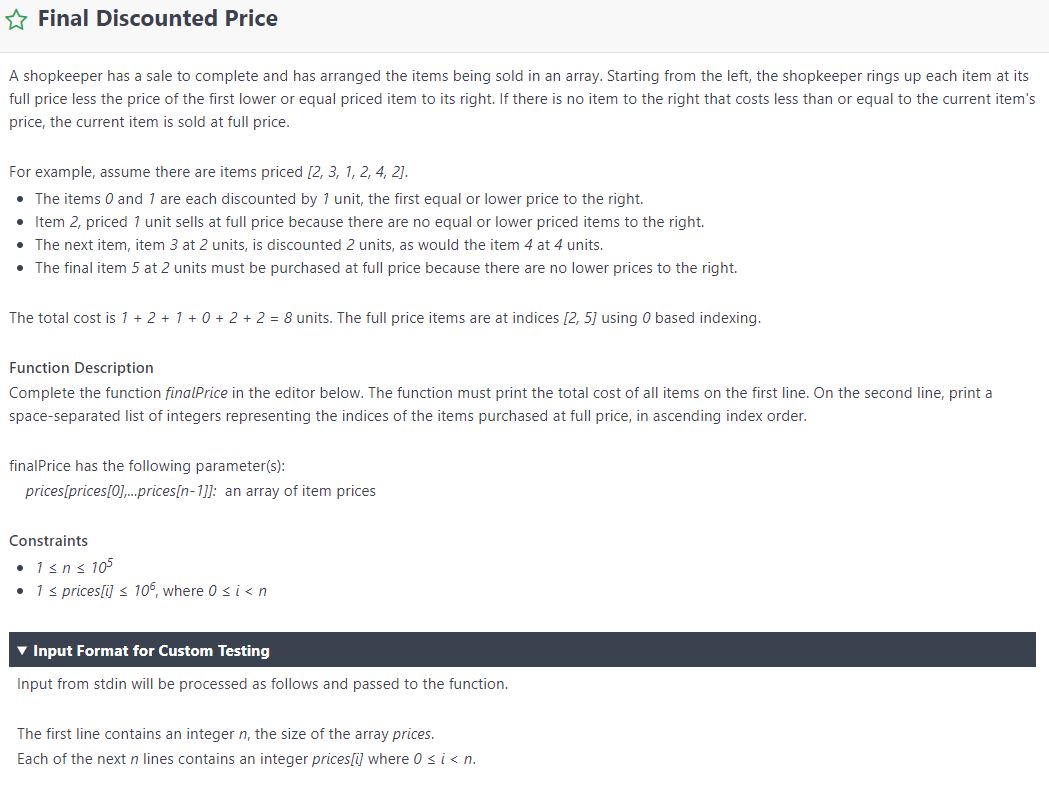 Final Discounted Price
A shopkeeper has a sale to complete and has arranged the items being sold in an array. Starting from the left, the shopkeeper rings up each item at its
full price less the price of the first lower or equal priced item to its right. If there is no item to the right that costs less than or equal to the current item's
price, the current item is sold at full price.
For example, assume there are items priced [2, 3, 1, 2, 4, 2].
• The items 0 and 1 are each discounted by 1 unit, the first equal or lower price to the right.
• Item 2, priced 1 unit sells at full price because there are no equal or lower priced items to the right.
• The next item, item 3 at 2 units, is discounted 2 units, as would the item 4 at 4 units.
• The final item 5 at 2 units must be purchased at full price because there are no lower prices to the right.
The total cost is 1 + 2 + 1 + 0 + 2 + 2 = 8 units. The full price items are at indices [2, 5] using 0 based indexing.
Function Description
Complete the function finalPrice in the editor below. The function must print the total cost of all items on the first line. On the second line, print a
space-separated list of integers representing the indices of the items purchased at full price, in ascending index order.
finalPrice has the following parameter(s):
prices[prices[0],...prices[n-1]]: an array of item prices
Constraints
• 1 ≤ n ≤ 10⁵
• 1 ≤ prices[i] ≤ 10⁶, where 0 ≤ i < n
▼ Input Format for Custom Testing
Input from stdin will be processed as follows and passed to the function.
The first line contains an integer n, the size of the array prices.
Each of the next n lines contains an integer prices[i] where 0 ≤ i < n.